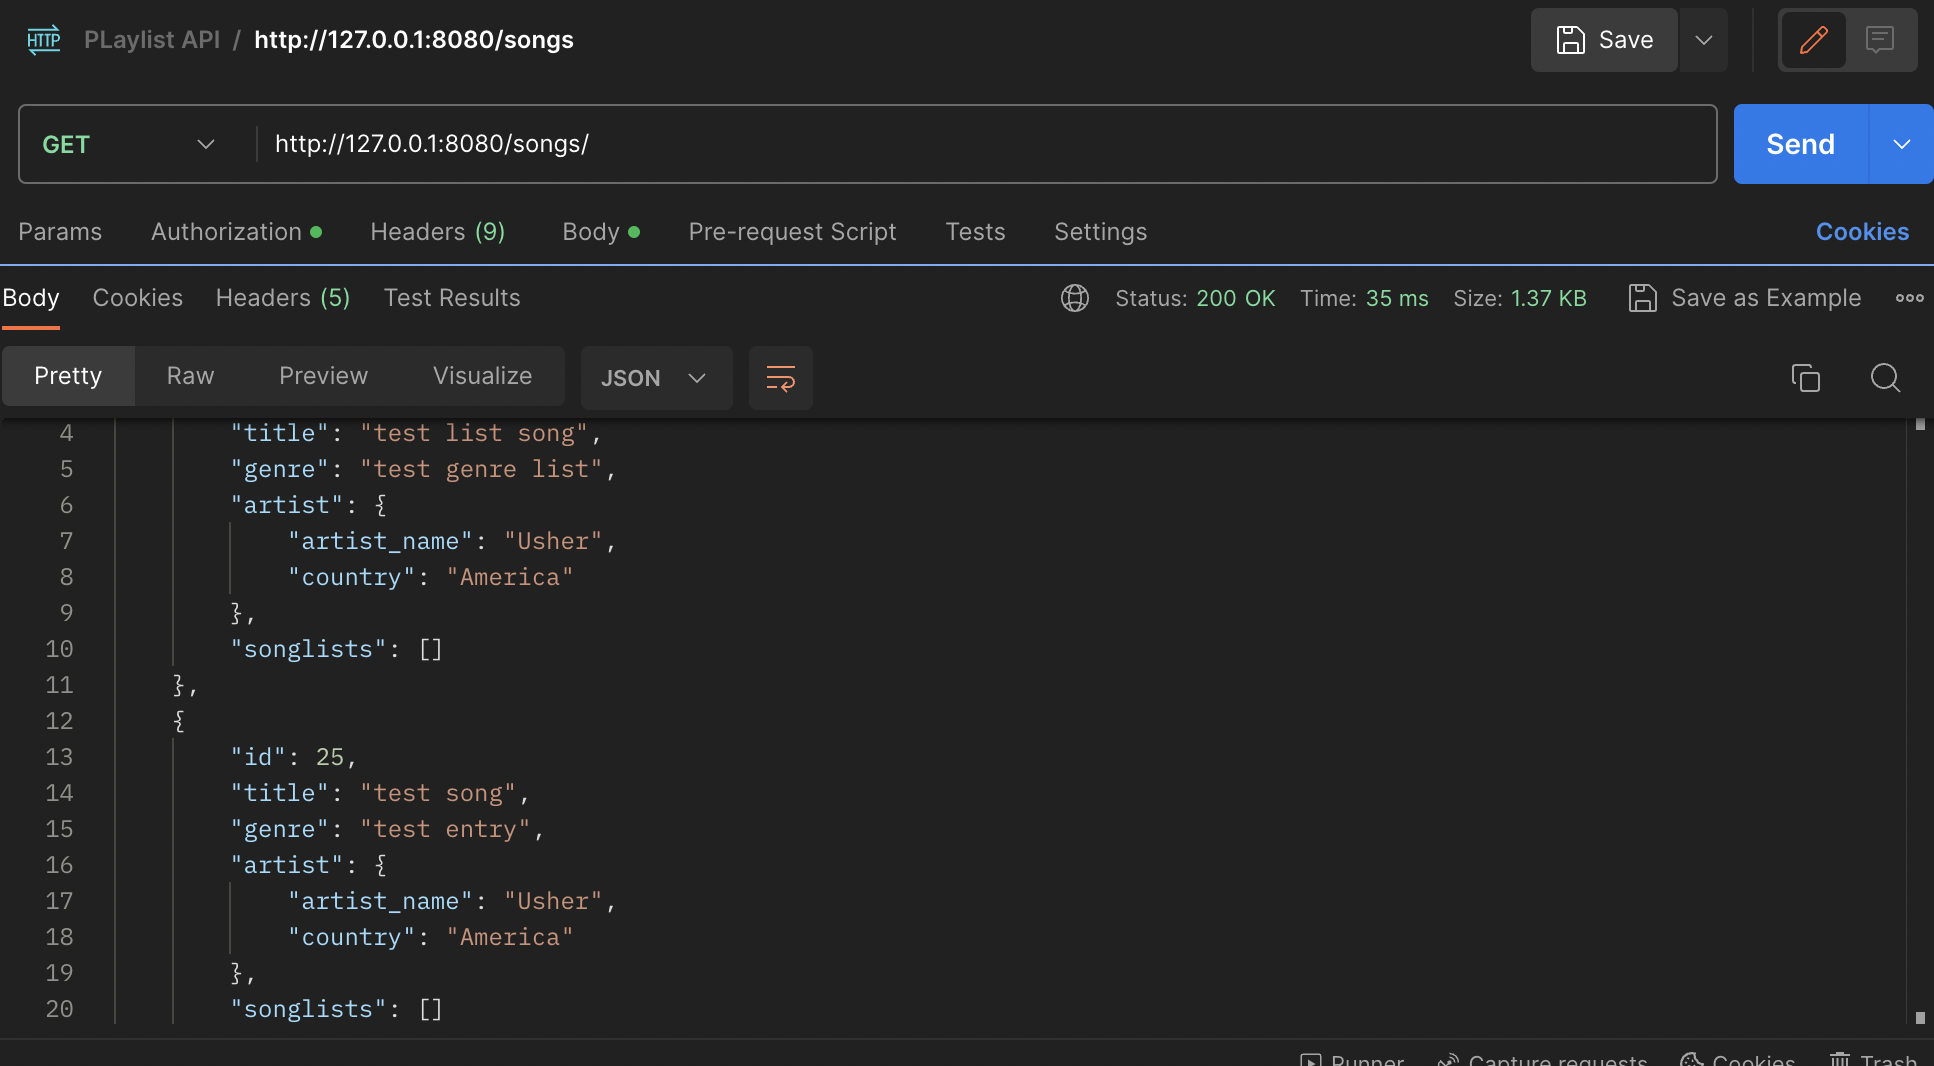 HTTP PLaylist API / http://127.0.0.1:8080/songs Save
GET http://127.0.0.1:8080/songs/ Send
Params Authorization Headers (9) Body Pre-request Script Tests Settings Cookies
Body Cookies Headers (5) Test Results Status: 200 OK Time: 35 ms Size: 1.37 KB Save as Example
Pretty Raw Preview Visualize JSON
4 "title": "test list song",
5 "genre": "test genre list",
6 "artist": {
7 "artist_name": "Usher",
8 "country": "America"
9 },
10 "songlists": []
11 },
12 {
13 "id": 25,
14 "title": "test song",
15 "genre": "test entry",
16 "artist": {
17 "artist_name": "Usher",
18 "country": "America"
19 },
20 "songlists": []
Runner Capture requests Cookies Trash